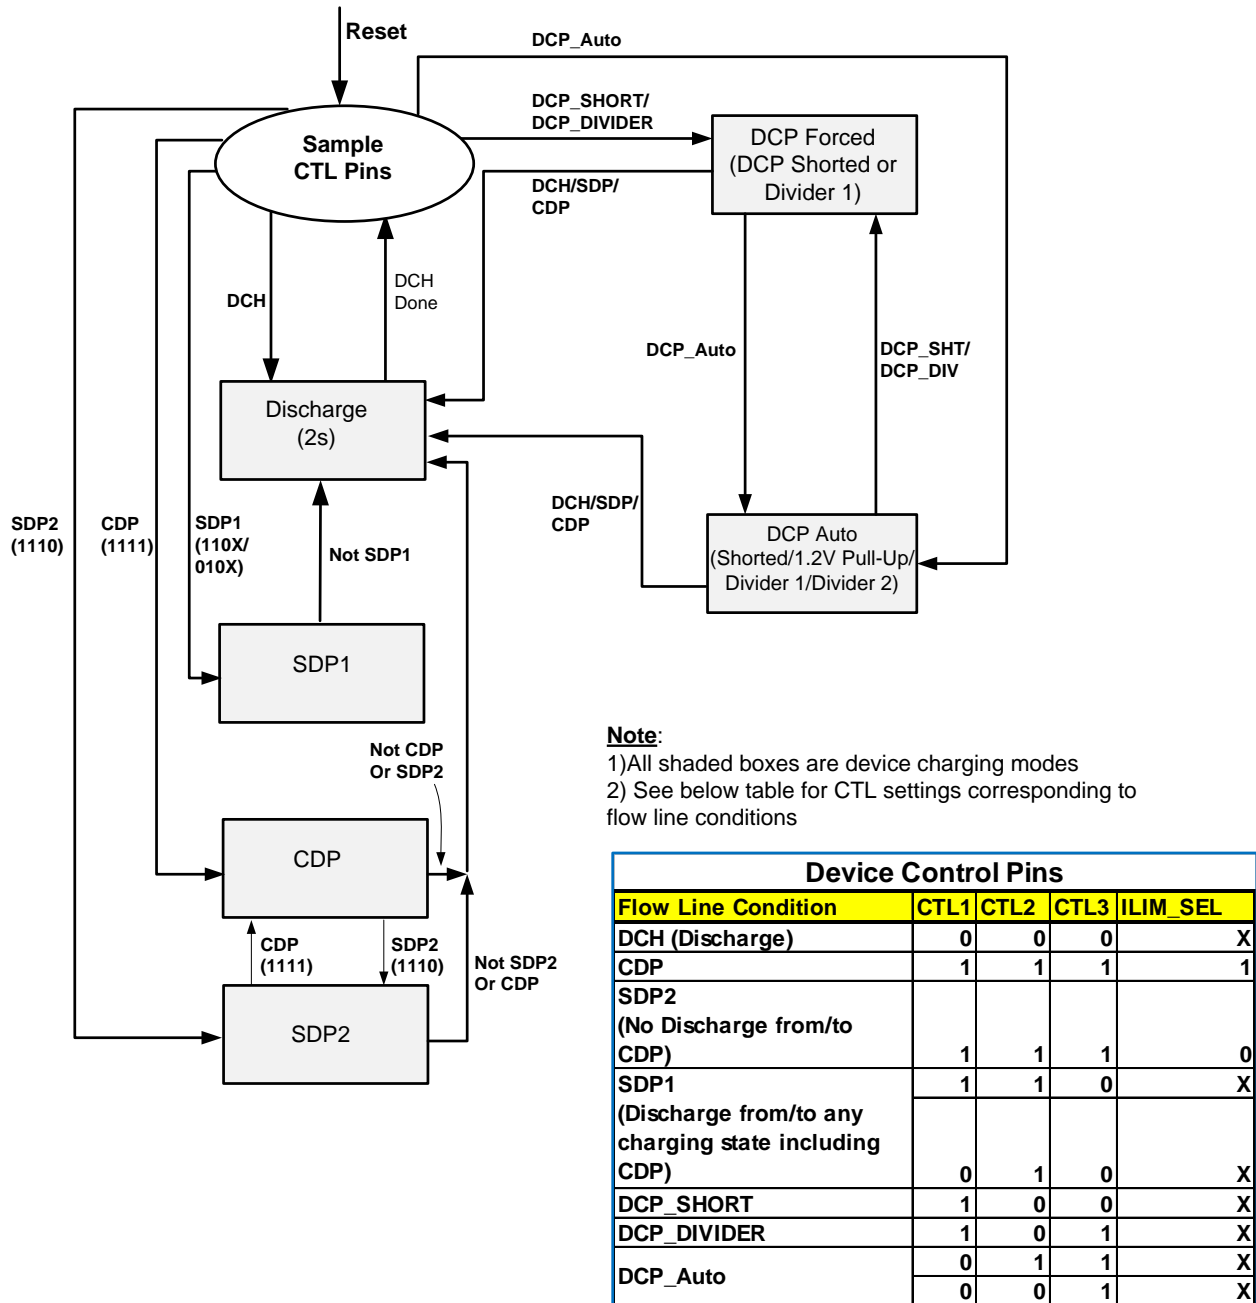 Reset
DCP_Auto
DCP_SHORT/
DCP_DIVIDER
Sample
CTL Pins
DCP Forced
(DCP Shorted or
Divider 1)
DCH/SDP/
CDP
DCH
DCH
Done
DCP_Auto
DCP_SHT/
DCP_DIV
Discharge
(2s)
SDP2
(1110)
CDP
(1111)
SDP1
(110X/
010X)
Not SDP1
DCH/SDP/
CDP
DCP Auto
(Shorted/1.2V Pull-Up/
Divider 1/Divider 2)
SDP1
Not CDP
Or SDP2
CDP
CDP
(1111)
SDP2
(1110)
Not SDP2
Or CDP
SDP2
Note:
1)All shaded boxes are device charging modes
2) See below table for CTL settings corresponding to
flow line conditions
Device Control Pins
Flow Line Condition CTL1 CTL2 CTL3 ILIM_SEL
DCH (Discharge) 0 0 0 X
CDP 1 1 1 1
SDP2
(No Discharge from/to
CDP) 1 1 1 0
SDP1 1 1 0 X
(Discharge from/to any
charging state including
CDP) 0 1 0 X
DCP_SHORT 1 0 0 X
DCP_DIVIDER 1 0 1 X
DCP_Auto 0 1 1 X
0 0 1 X